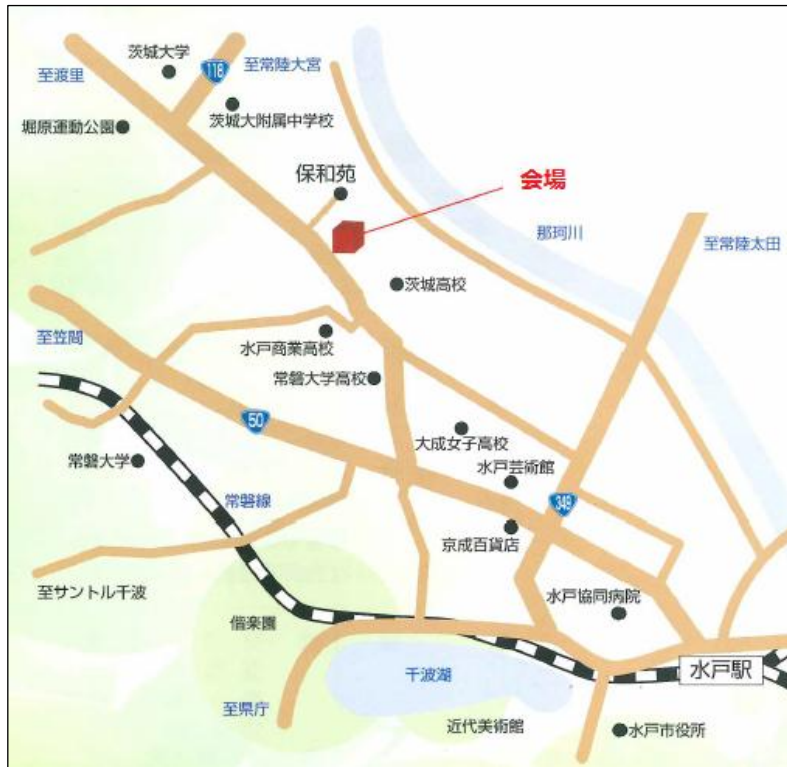 茨城大学
118
至常陸大宮
至渡里
茨城大附属中学校
堀原運動公園
保和苑
会場
那珂川
至常陸太田
茨城高校
至笠間
水戸商業高校
常磐大学高校
50
大成女子高校
常磐大学
水戸芸術館
常磐線
349
京成百貨店
至サントル千波
水戸協同病院
偕楽園
千波湖
水戸駅
至県庁
近代美術館
水戸市役所